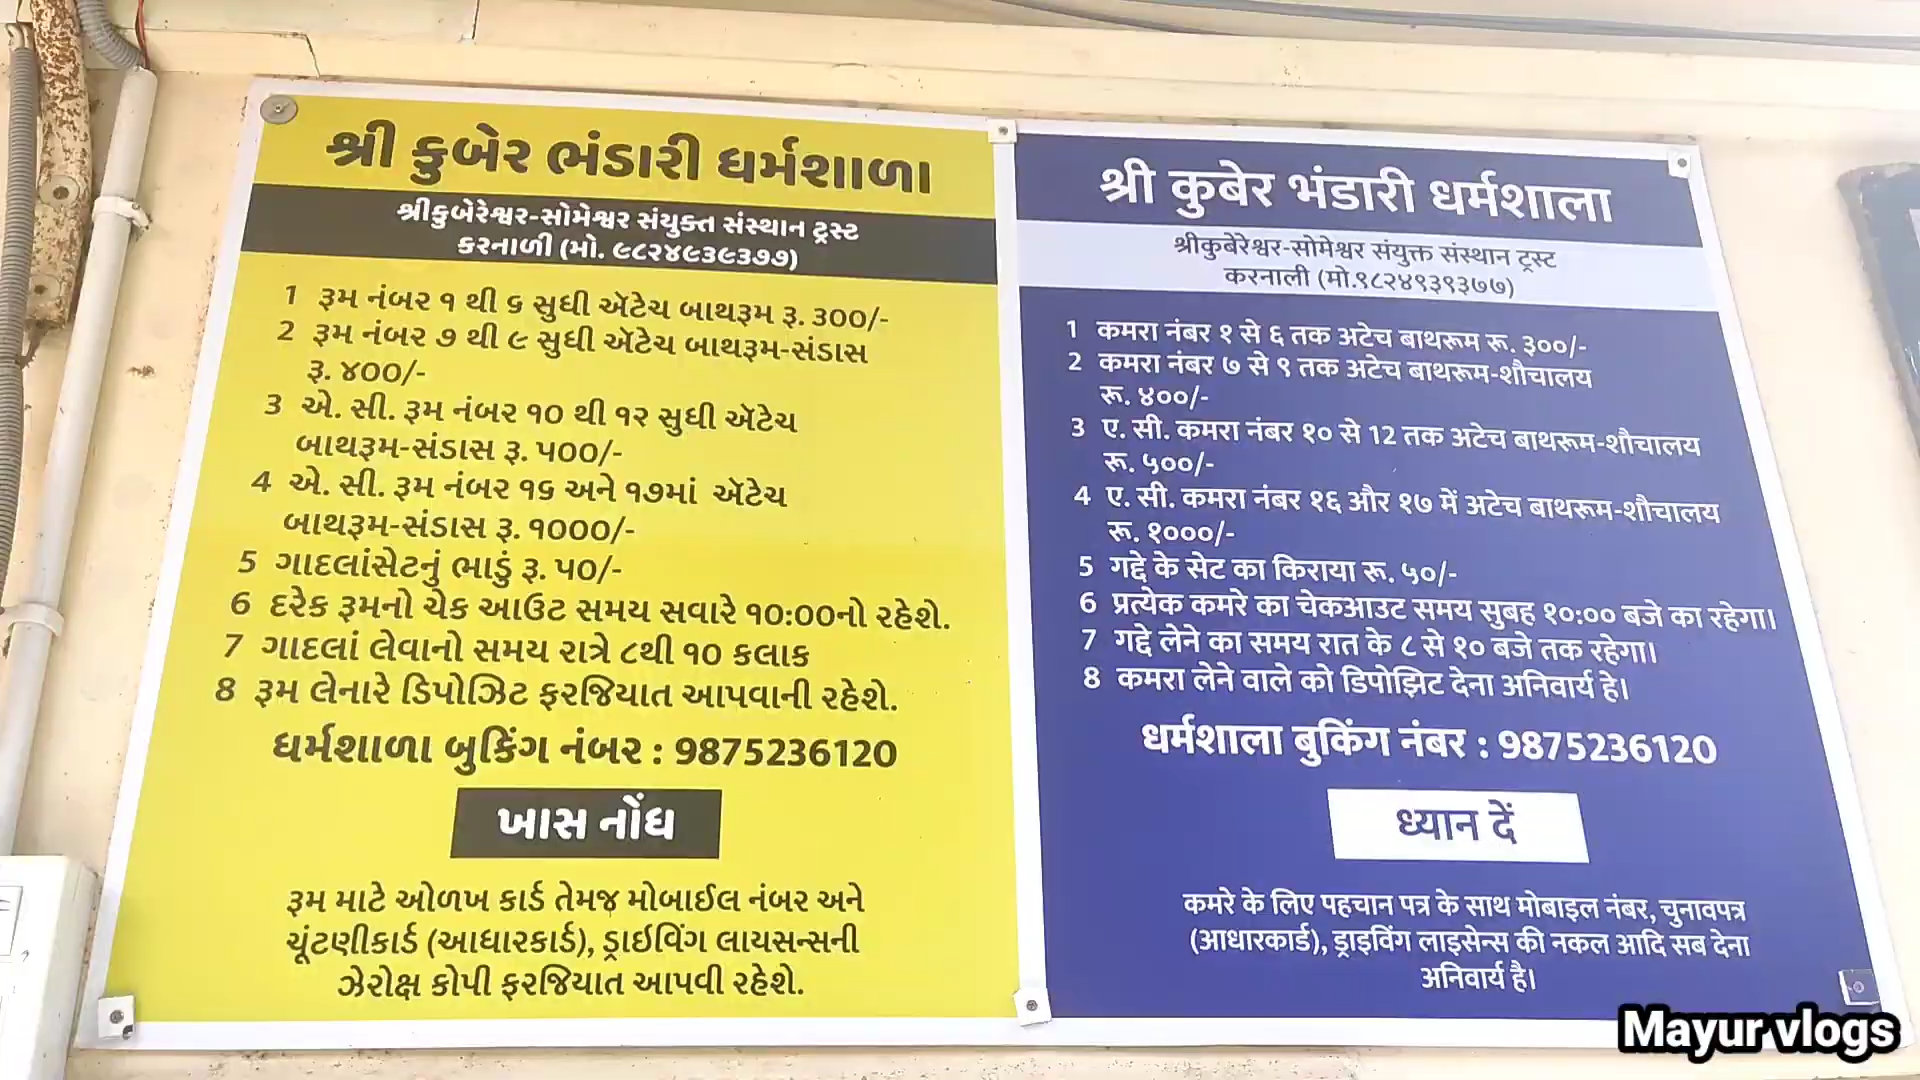 શ્રી કુબેર ભંડારી ધર્મશાળા
શ્રીકુબેરેશ્વર-સોમેશ્વર સંયુક્ત સંસ્થાન ટ્રસ્ટ
કરનાળી (મો. ૯૮૨૪૯૩૯૩૭૭)
1 રૂમ નંબર ૧ થી ૬ સુધી ઍટેચ બાથરૂમ રૂ. 300/-
2 રૂમ નંબર ૭ થી ૯ સુધી ઍટેચ બાથરૂમ-સંડાસ
રૂ. ૪૦૦/-
3 એ. સી. રૂમ નંબર ૧૦ થી ૧૨ સુધી ઍટેચ
બાથરૂમ-સંડાસ રૂ. ૫૦૦/-
4 એ. સી. રૂમ નંબર ૧૬ અને ૧૭માં ઍટેચ
બાથરૂમ-સંડાસ રૂ. ૧૦૦૦/-
5 ગાદલાંસેટનું ભાડું રૂ. ૫૦/-
6 દરેક રૂમનો ચેક આઉટ સમય સવારે ૧૦:૦૦નો રહેશે.
7 ગાદલાં લેવાનો સમય રાત્રે ૮થી ૧૦ કલાક
8 રૂમ લેનારે ડિપોઝિટ ફરજિયાત આપવાની રહેશે.
ધર્મશાળા બુકિંગ નંબર : 9875236120
ખાસ નોંધ
રૂમ માટે ઓળખ કાર્ડ તેમજ મોબાઈલ નંબર અને
ચૂંટણીકાર્ડ (આધારકાર્ડ), ડ્રાઇવિંગ લાયસન્સની
ઝેરોક્ષ કોપી ફરજિયાત આપવી રહેશે.
श्री कुबेर भंडारी धर्मशाला
श्रीकुबेरेश्वर-सोमेश्वर संयुक्त संस्थान ट्रस्ट
करनाली (मो.९८२४९३९३७७)
1 कमरा नंबर १ से ६ तक अटेच बाथरूम रू. ३००/-
2 कमरा नंबर ७ से ९ तक अटेच बाथरूम-शौचालय
रू. ४००/-
3 ए. सी. कमरा नंबर १० से 12 तक अटेच बाथरूम-शौचालय
रू. ५००/-
4 ए. सी. कमरा नंबर १६ और १७ में अटेच बाथरूम-शौचालय
रू. १०००/-
5 गद्दे के सेट का किराया रू. ५०/-
6 प्रत्येक कमरे का चेकआउट समय सुबह १०:०० बजे का रहेगा।
7 गद्दे लेने का समय रात के ८ से १० बजे तक रहेगा।
8 कमरा लेने वाले को डिपोझिट देना अनिवार्य हे।
धर्मशाला बुकिंग नंबर : 9875236120
ध्यान दें
कमरे के लिए पहचान पत्र के साथ मोबाइल नंबर, चुनावपत्र
(आधारकार्ड), ड्राइविंग लाइसेन्स की नकल आदि सब देना
अनिवार्य है।
Mayur vlogs